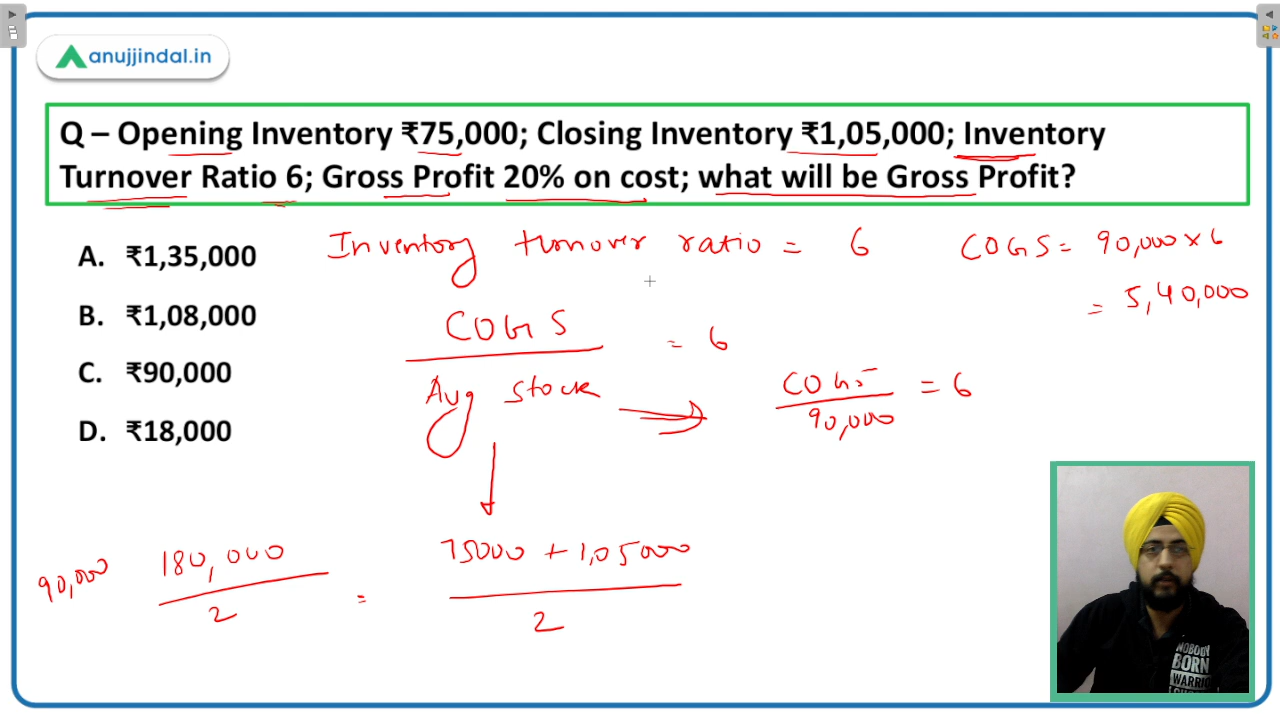 anujjindal.in
Q – Opening Inventory ₹75,000; Closing Inventory ₹1,05,000; Inventory
Turnover Ratio 6; Gross Profit 20% on cost; what will be Gross Profit?
A. ₹1,35,000
B. ₹1,08,000
C. ₹90,000
D. ₹18,000
Inventory turnover ratio = 6
COGS = 90,000 × 6
= 5,40,000
COGS
Avg stock
= 6
COGS
90,000
= 6
75000 + 1,05000
2
=
180,000
2
90,000
NOBODY
BORN
WARRIO